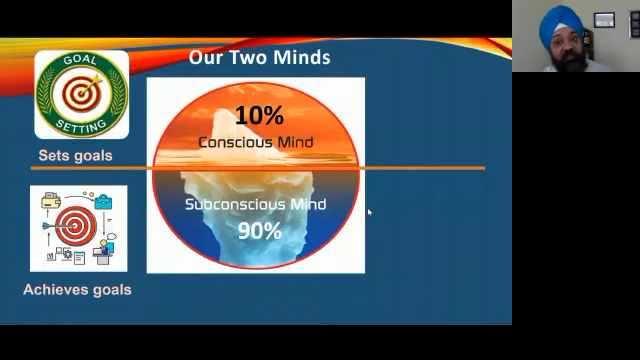 Our Two Minds
GOAL
SETTING
Sets goals
10%
Conscious Mind
Subconscious Mind
90%
Achieves goals